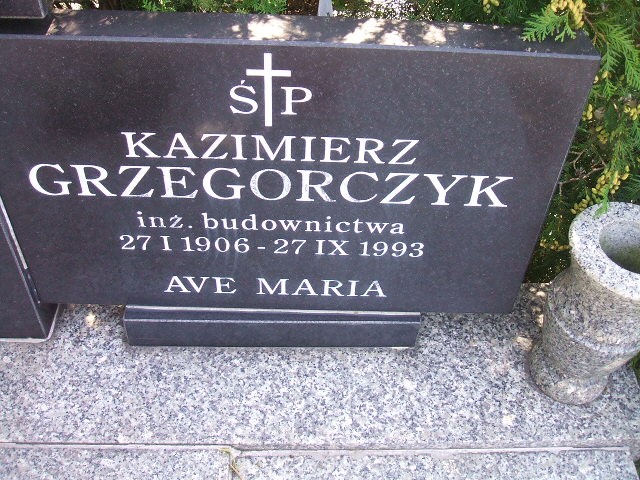 ŚP
KAZIMIERZ
GRZEGORCZYK
inż. budownictwa
27 I 1906 - 27 IX 1993
AVE MARIA